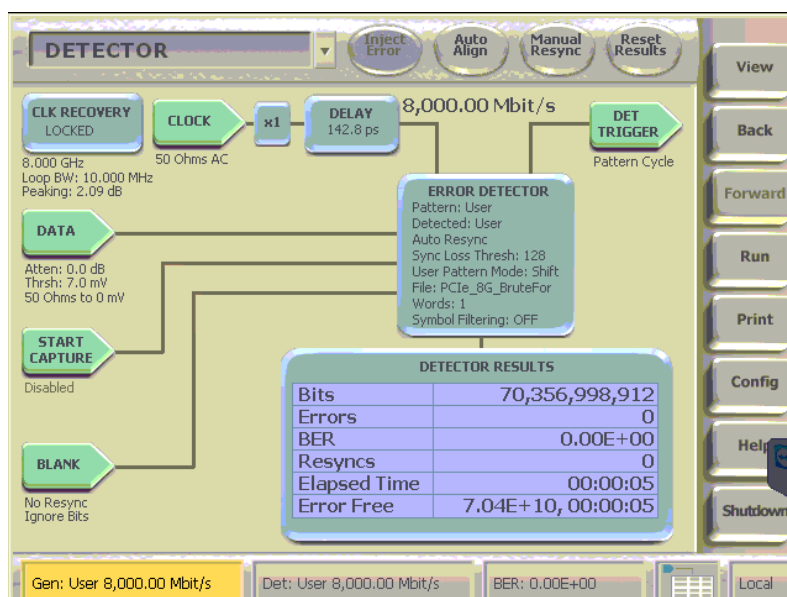 DETECTOR
Inject Error
Auto Align
Manual Resync
Reset Results
View
Back
Forward
Run
Print
Config
Help
Shutdown
CLK RECOVERY
LOCKED
8.000 GHz
Loop BW: 10.000 MHz
Peaking: 2.09 dB
CLOCK
50 Ohms AC
x1
DELAY
142.8 ps
8,000.00 Mbit/s
DET
TRIGGER
Pattern Cycle
DATA
Atten: 0.0 dB
Thrsh: 7.0 mV
50 Ohms to 0 mV
ERROR DETECTOR
Pattern: User
Detected: User
Auto Resync
Sync Loss Thresh: 128
User Pattern Mode: Shift
File: PCIe_8G_BruteFor
Words: 1
Symbol Filtering: OFF
START
CAPTURE
Disabled
BLANK
No Resync
Ignore Bits
DETECTOR RESULTS
Bits 70,356,998,912
Errors 0
BER 0.00E+00
Resyncs 0
Elapsed Time 00:00:05
Error Free 7.04E+10, 00:00:05
Gen: User 8,000.00 Mbit/s
Det: User 8,000.00 Mbit/s
BER: 0.00E+00
Local